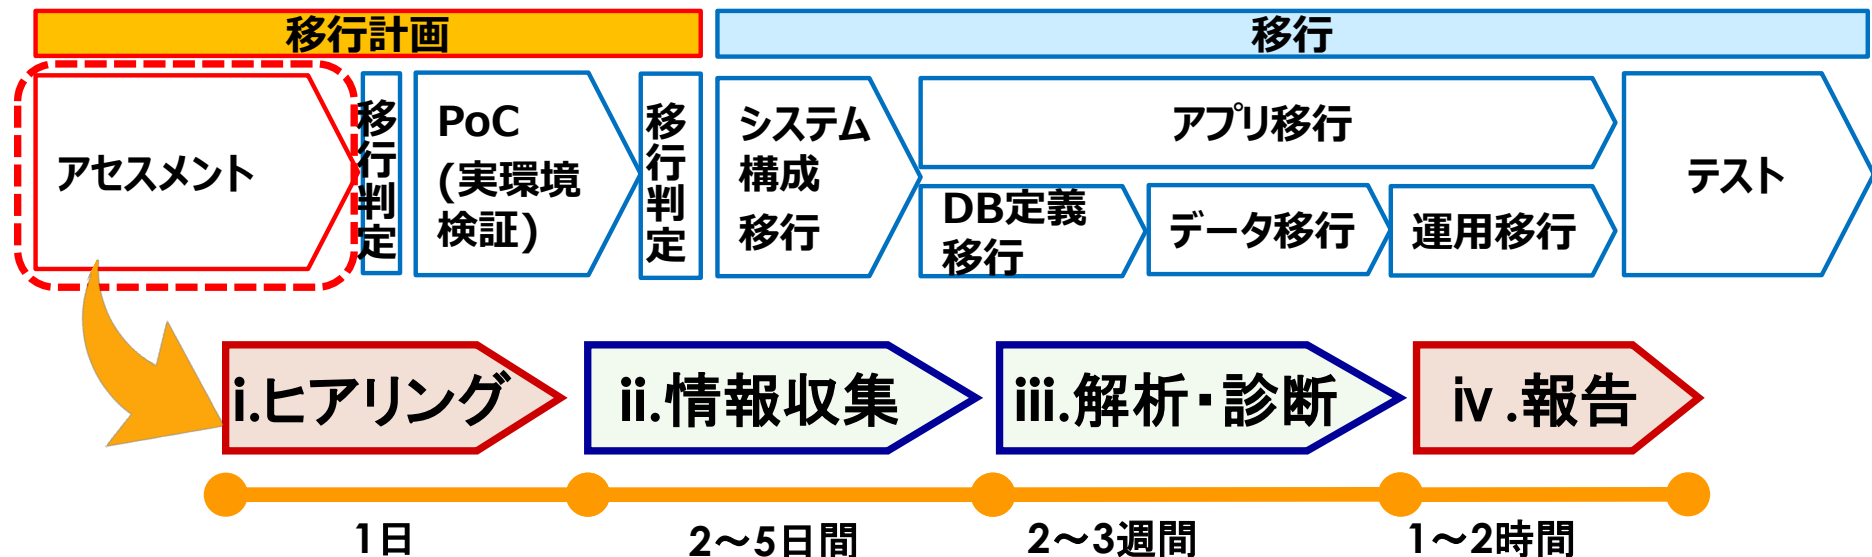 移行計画
移行
アセスメント
移行判定
PoC
(実環境
検証)
移行判定
システム
構成
移行
アプリ移行
DB定義
移行
データ移行
運用移行
テスト
i.ヒアリング
ii.情報収集
iii.解析・診断
iv .報告
1日
2～5日間
2～3週間
1～2時間